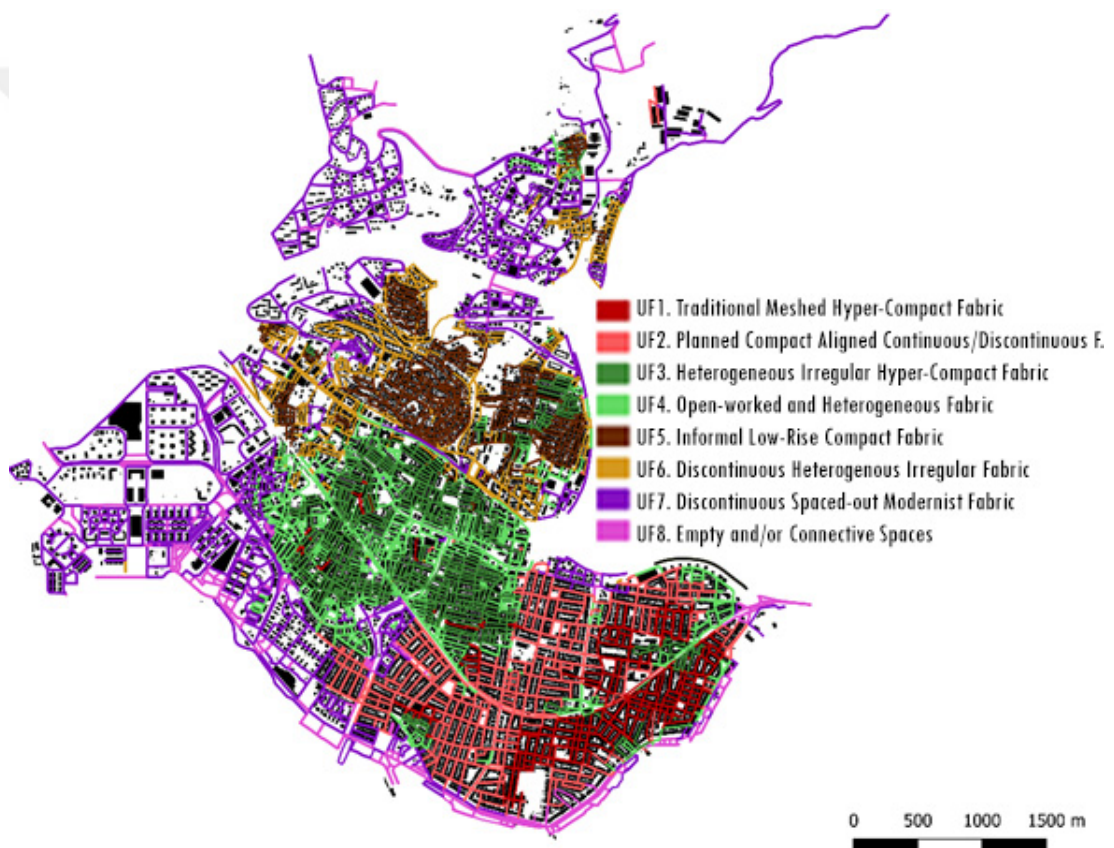 UF1. Traditional Meshed Hyper-Compact Fabric
UF2. Planned Compact Aligned Continuous/Discontinuous F.
UF3. Heterogeneous Irregular Hyper-Compact Fabric
UF4. Open-worked and Heterogeneous Fabric
UF5. Informal Low-Rise Compact Fabric
UF6. Discontinuous Heterogenous Irregular Fabric
UF7. Discontinuous Spaced-out Modernist Fabric
UF8. Empty and/or Connective Spaces
0 500 1000 1500 m